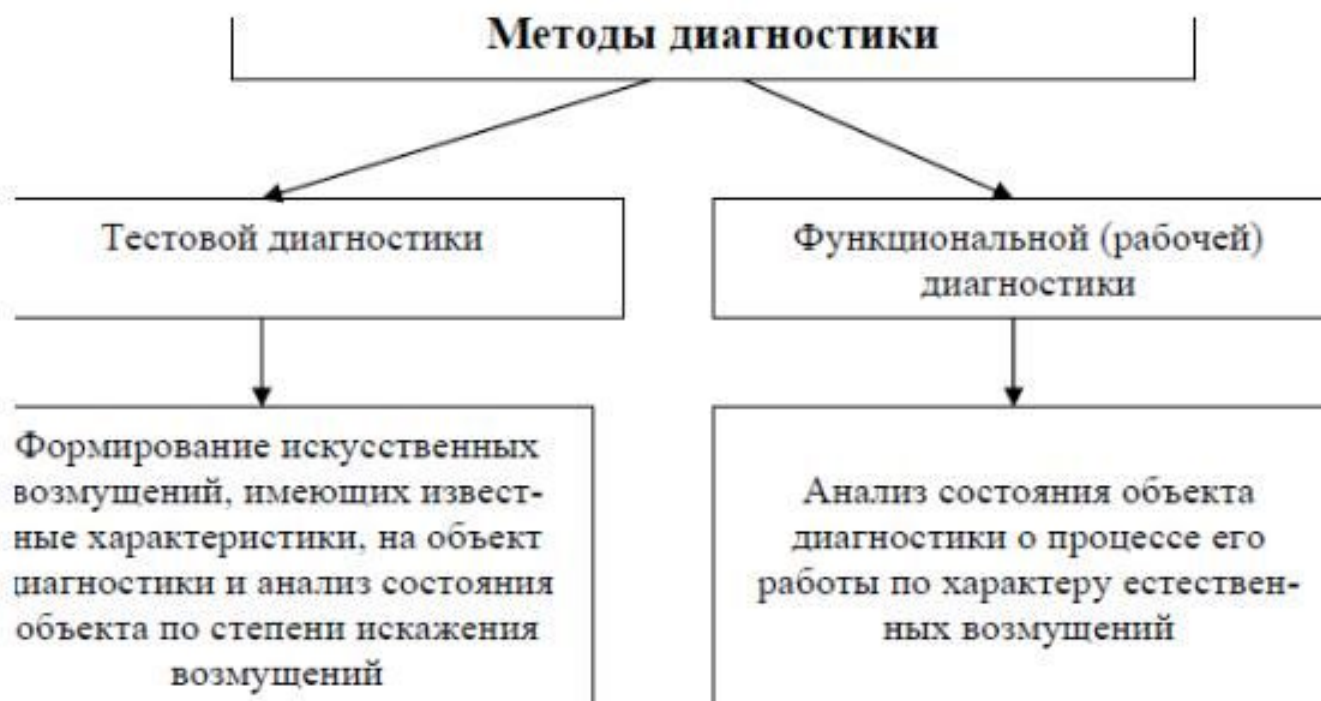 Методы диагностики
Тестовой диагностики
Функциональной (рабочей)
диагностики
Формирование искусственных
возмущений, имеющих извест-
ные характеристики, на объект
диагностики и анализ состояния
объекта по степени искажения
возмущений
Анализ состояния объекта
диагностики о процессе его
работы по характеру естествен-
ных возмущений